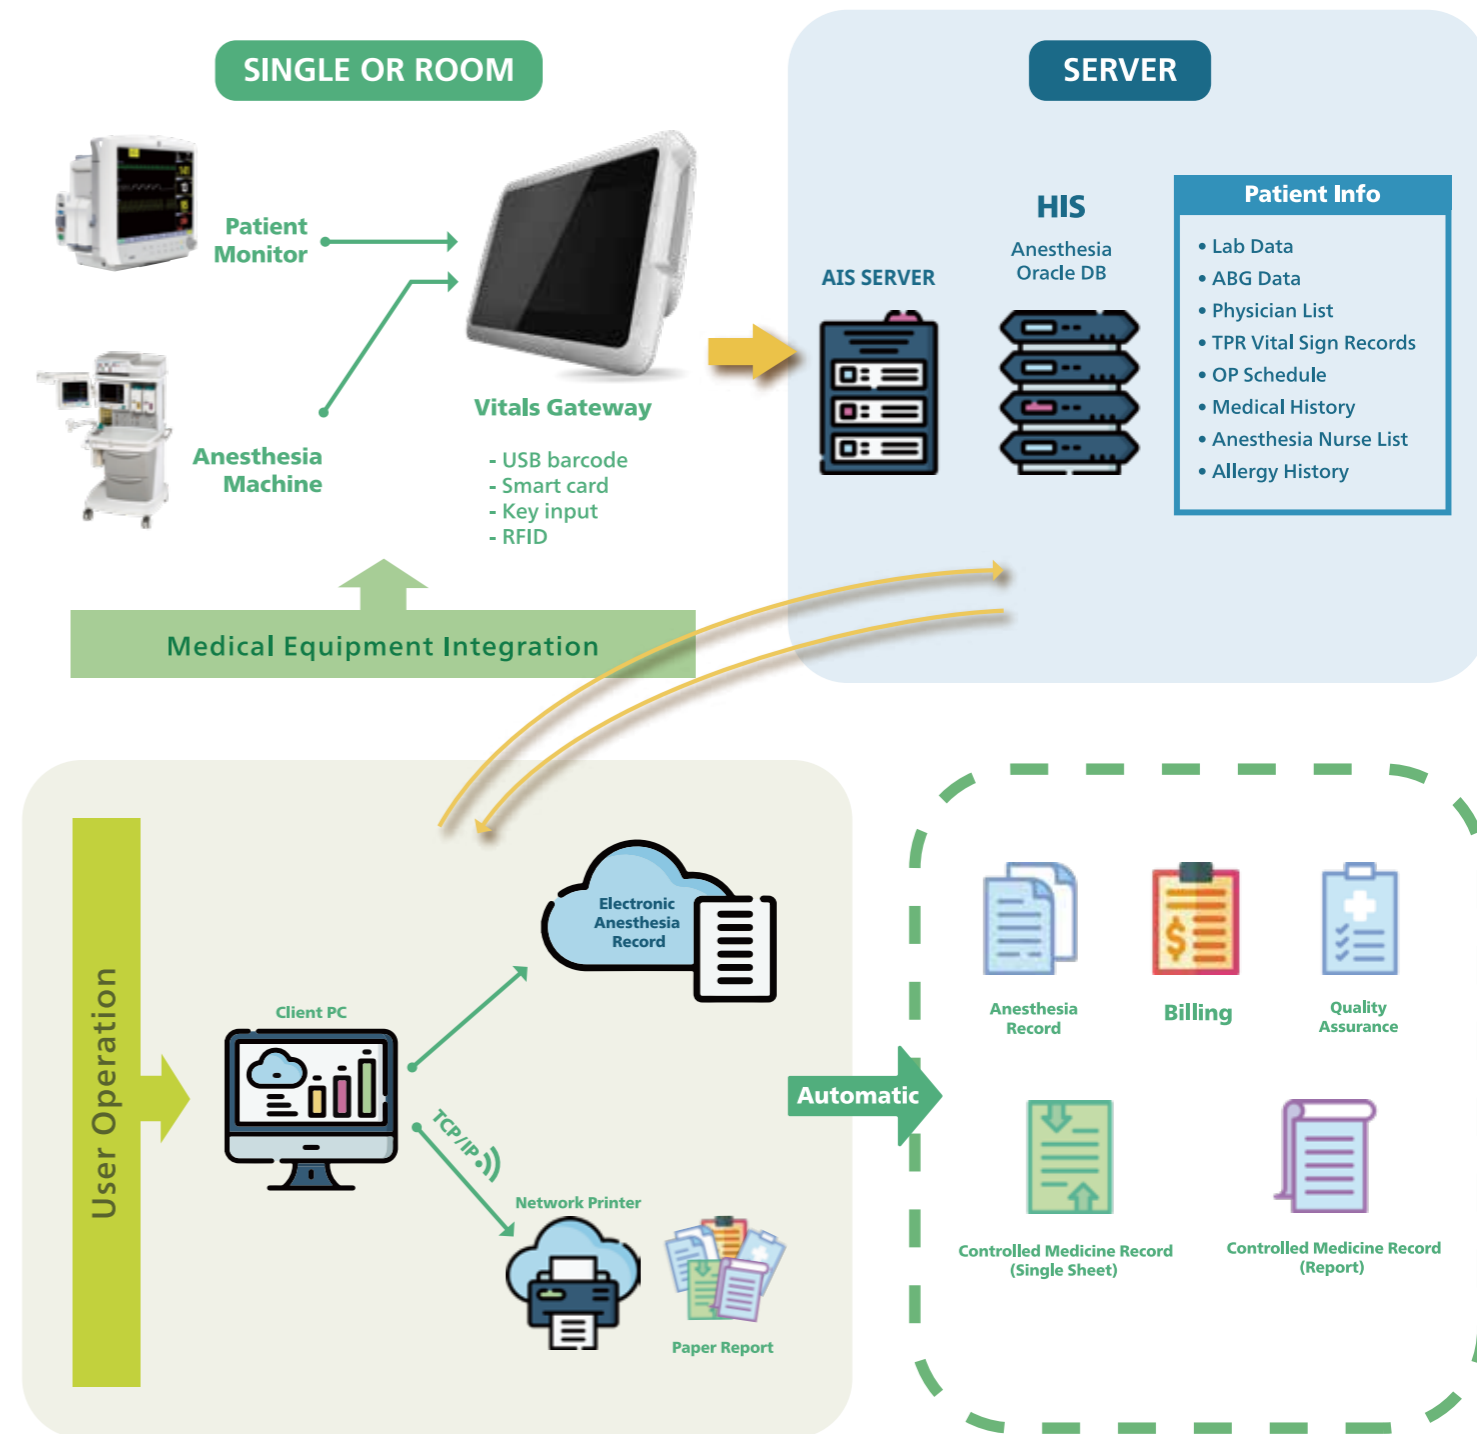 SINGLE OR ROOM
Patient
Monitor
Anesthesia
Machine
Vitals Gateway
- USB barcode
- Smart card
- Key input
- RFID
Medical Equipment Integration
SERVER
AIS SERVER
HIS
Anesthesia
Oracle DB
Patient Info
• Lab Data
• ABG Data
• Physician List
• TPR Vital Sign Records
• OP Schedule
• Medical History
• Anesthesia Nurse List
• Allergy History
User Operation
Client PC
Electronic
Anesthesia
Record
TCP/IP
Network Printer
Paper Report
Automatic
Anesthesia
Record
Billing
Quality
Assurance
Controlled Medicine Record
(Single Sheet)
Controlled Medicine Record
(Report)